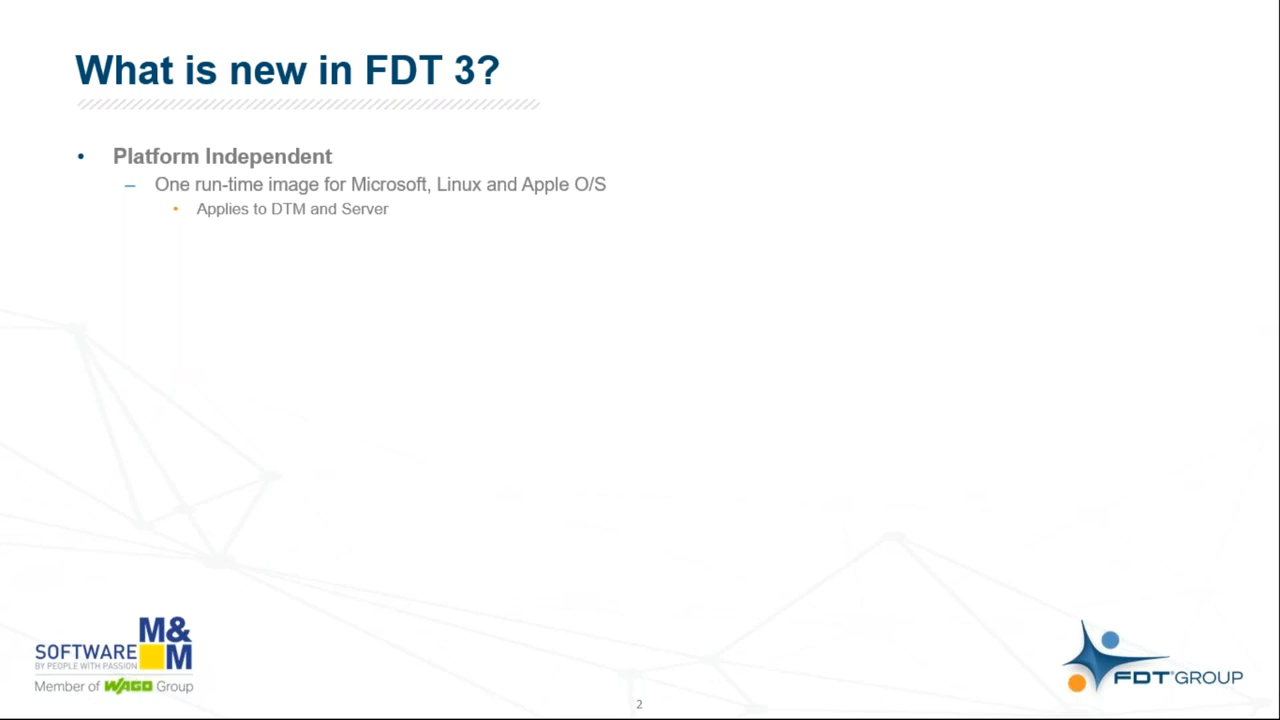 What is new in FDT 3?
• Platform Independent
– One run-time image for Microsoft, Linux and Apple O/S
• Applies to DTM and Server
M&M
SOFTWARE
BY PEOPLE WITH PASSION
Member of WAGO Group
FDT® GROUP
2